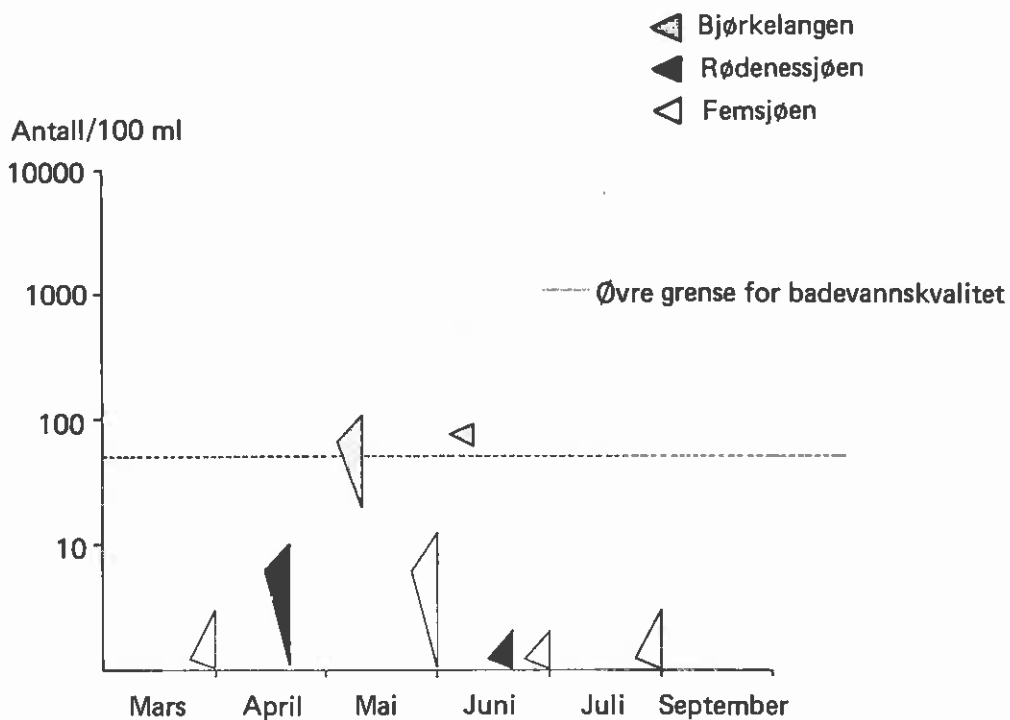 Bjørkelangen
Rødenessjøen
Femsjøen
Antall/100 ml
10000
1000
Øvre grense for badevannskvalitet
100
10
Mars April Mai Juni Juli September